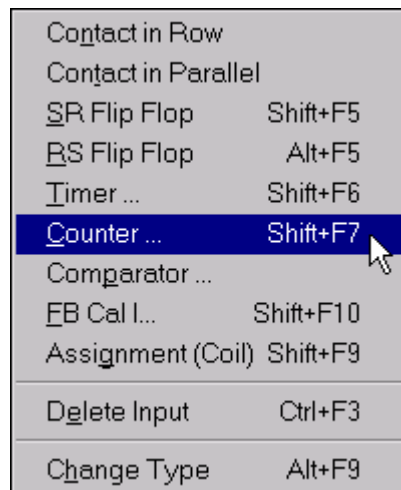 Contact in Row
Contact in Parallel
SR Flip Flop Shift+F5
RS Flip Flop Alt+F5
Timer ... Shift+F6
Counter ... Shift+F7
Comparator ...
FB Cal l... Shift+F10
Assignment (Coil) Shift+F9
Delete Input Ctrl+F3
Change Type Alt+F9